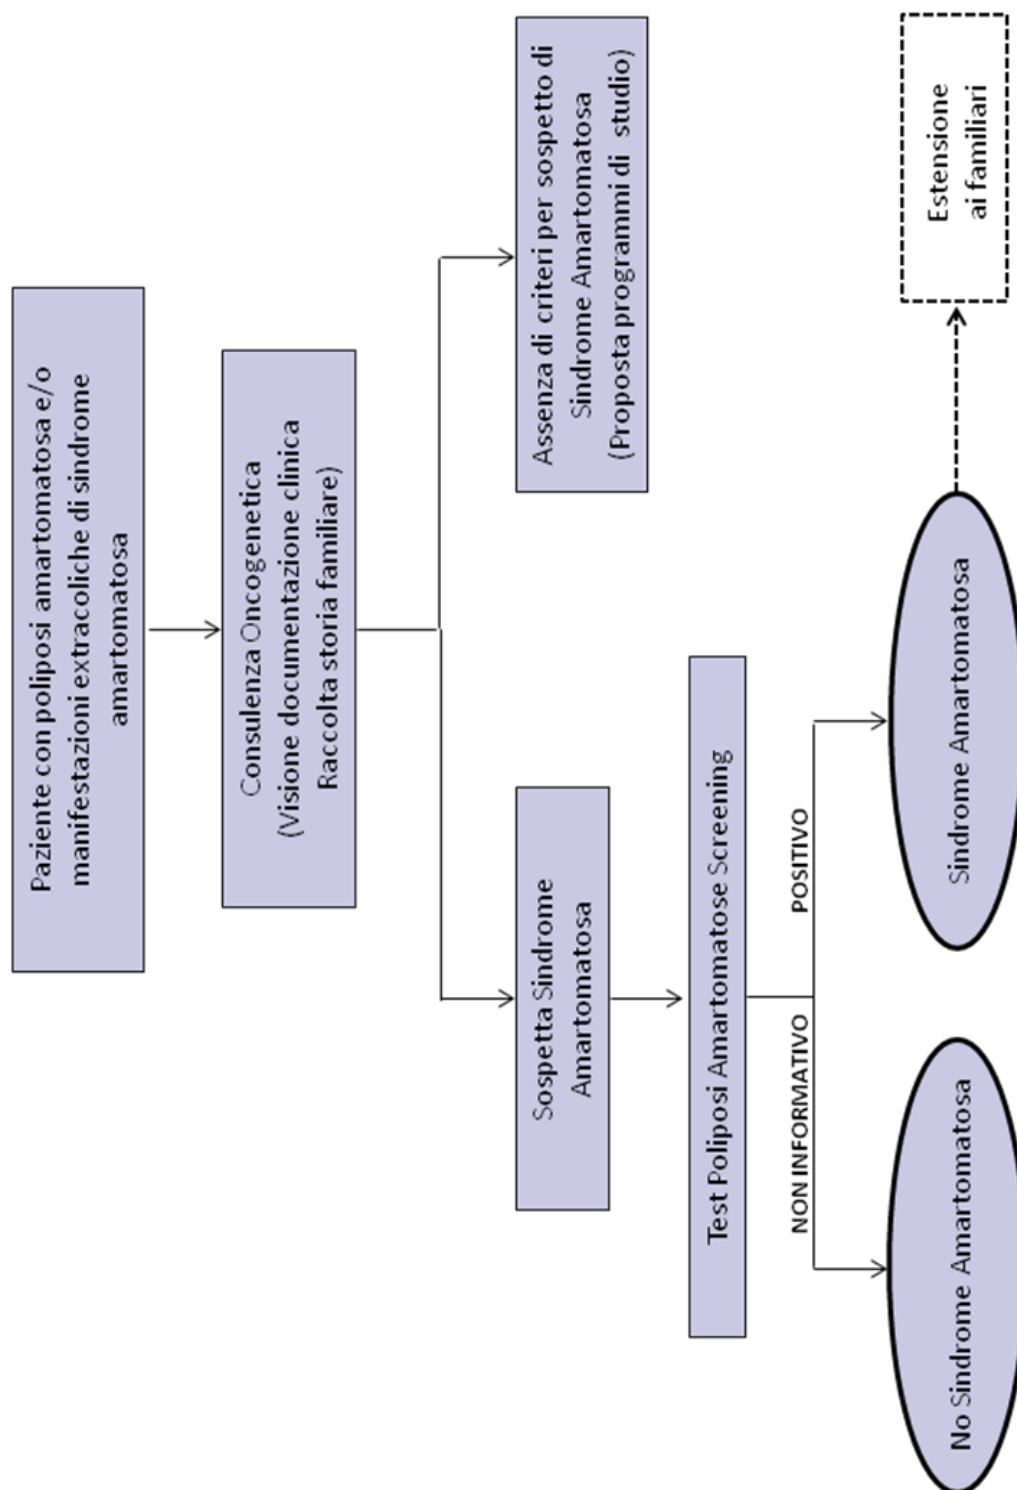 Paziente con poliposi amartomatosa e/o
manifestazioni extracoliche di sindrome
amartomatosa
Consulenza Oncogenetica
(Visione documentazione clinica
Raccolta storia familiare)
Sospetta Sindrome
Amartomatosa
Assenza di criteri per sospetto di
Sindrome Amartomatosa
(Proposta programmi di studio)
Test Poliposi Amartomatose Screening
NON INFORMATIVO
POSITIVO
No Sindrome Amartomatosa
Sindrome Amartomatosa
Estensione
ai familiari